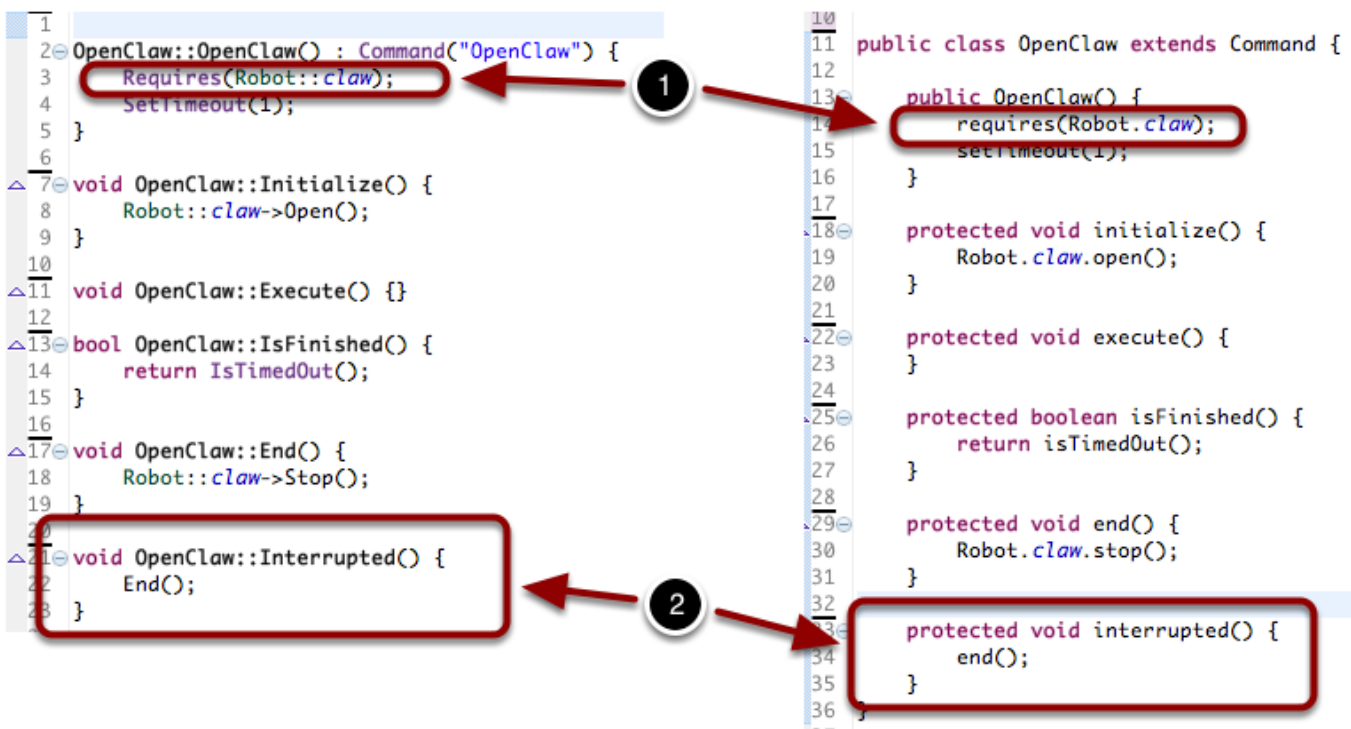 1
2 OpenClaw::OpenClaw() : Command("OpenClaw") {
3 Requires(Robot::claw);
4 SetTimeout(1);
5 }
6
7 void OpenClaw::Initialize() {
8 Robot::claw->Open();
9 }
10
11 void OpenClaw::Execute() {}
12
13 bool OpenClaw::IsFinished() {
14 return IsTimedOut();
15 }
16
17 void OpenClaw::End() {
18 Robot::claw->Stop();
19 }
20
21 void OpenClaw::Interrupted() {
22 End();
23 }
1
2
10
11 public class OpenClaw extends Command {
12
13 public OpenClaw() {
14 requires(Robot.claw);
15 setTimeout(1);
16 }
17
18 protected void initialize() {
19 Robot.claw.open();
20 }
21
22 protected void execute() {
23 }
24
25 protected boolean isFinished() {
26 return isTimedOut();
27 }
28
29 protected void end() {
30 Robot.claw.stop();
31 }
32
33 protected void interrupted() {
34 end();
35 }
36 }